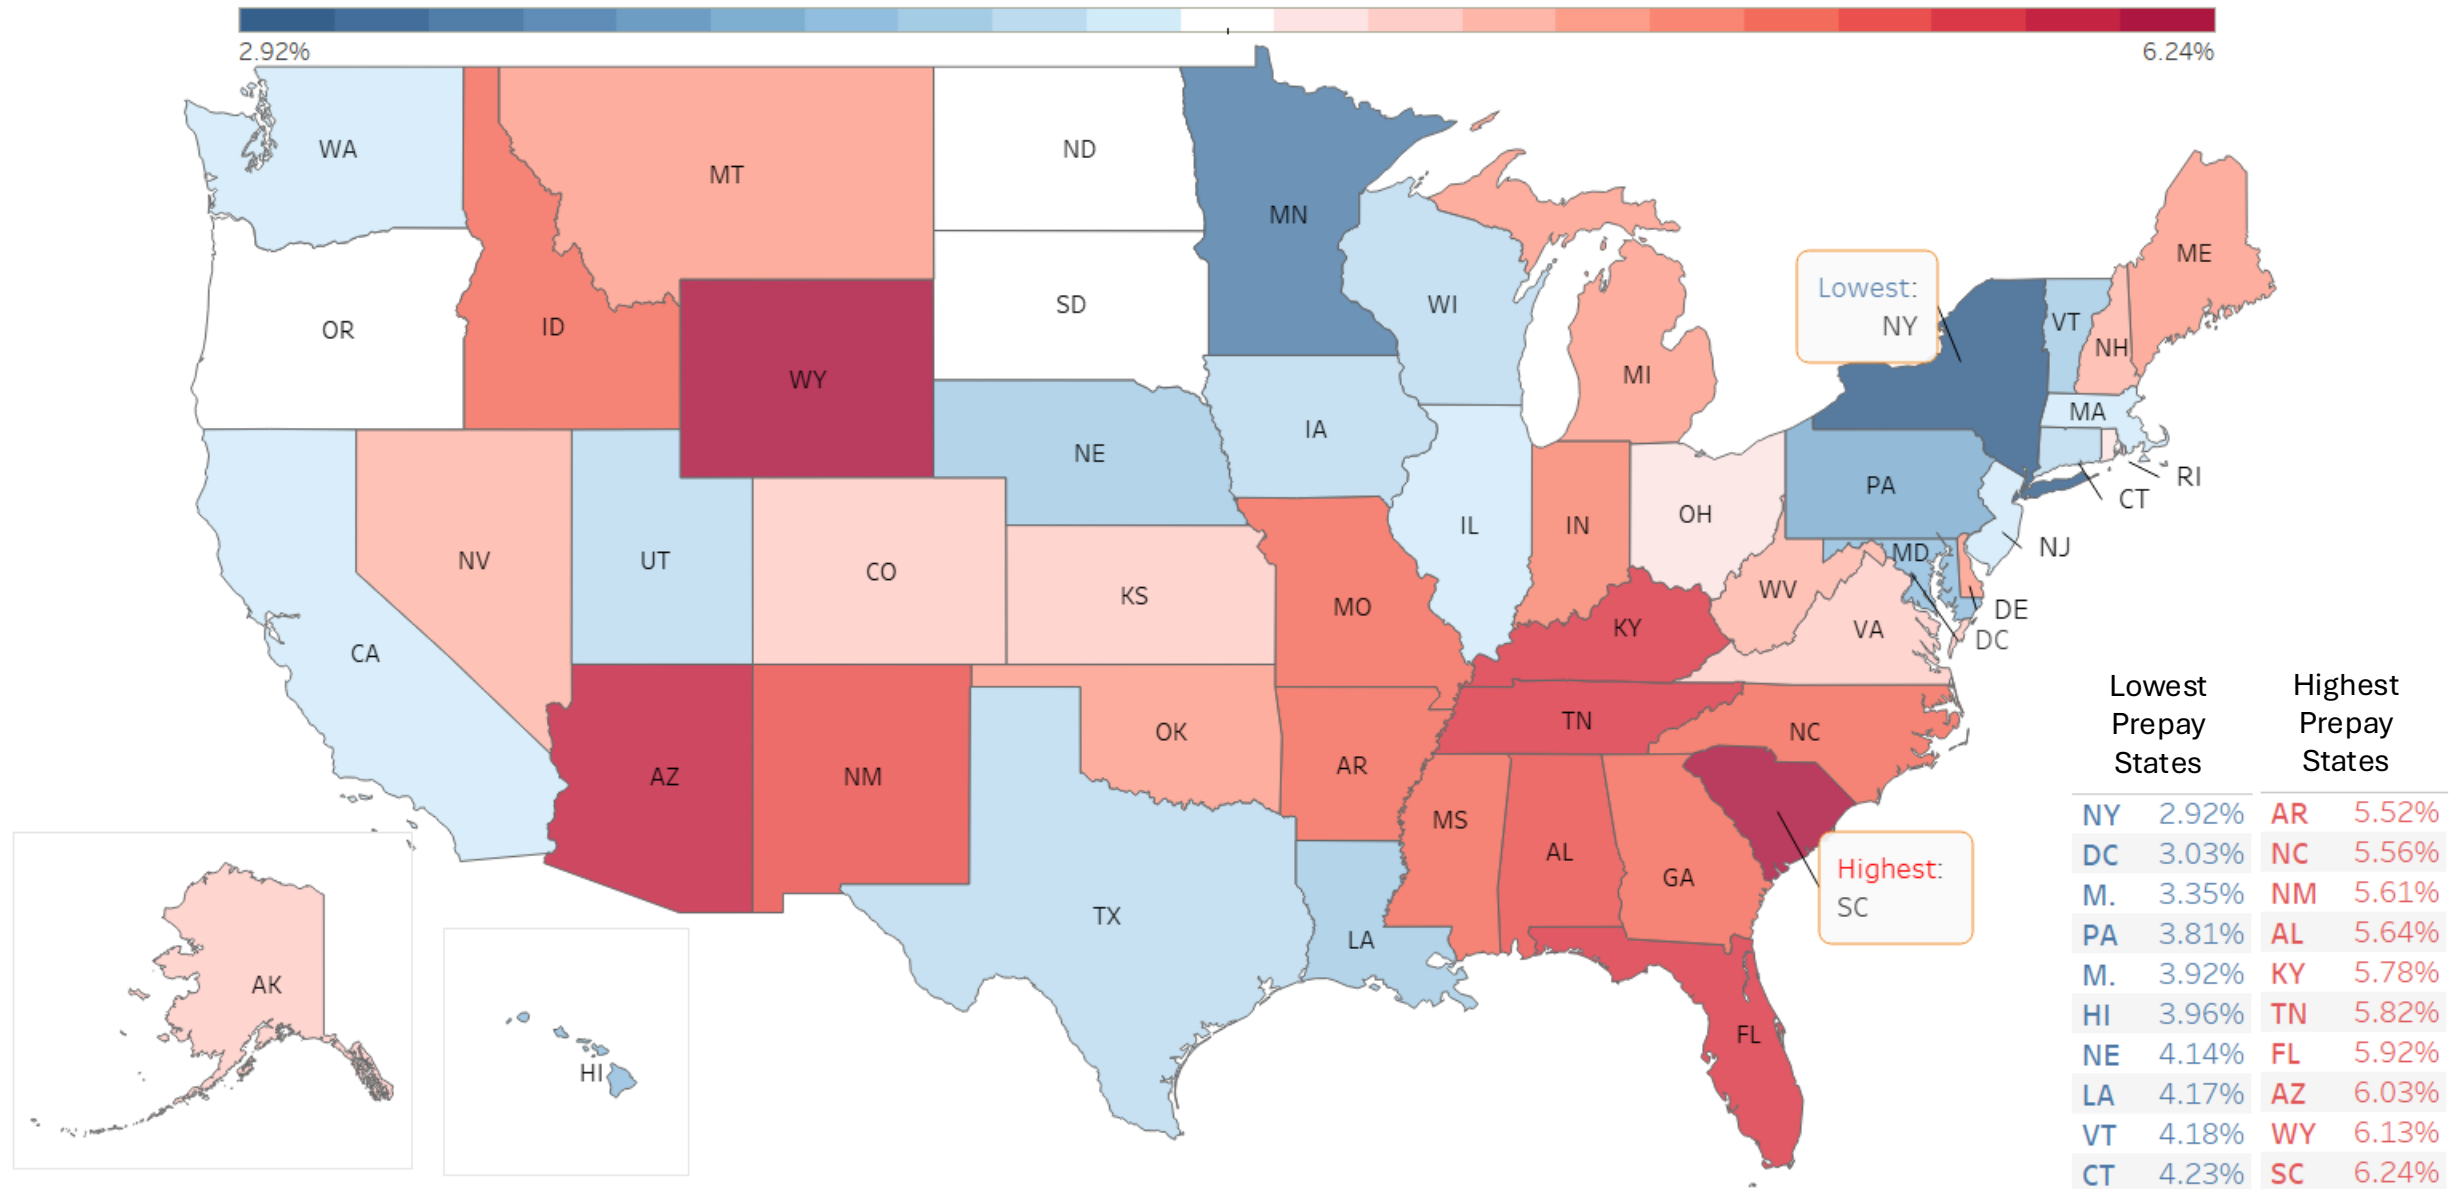 2.92%
6.24%
WA
MT
ND
MN
ME
OR
ID
SD
WI
Lowest:
NY
VT
NH
WY
MI
MA
IA
NE
PA
RI
CT
NV
UT
CO
KS
IL
IN
OH
MD
NJ
MO
WV
DE
CA
KY
VA
DC
AZ
NM
OK
AR
TN
NC
MS
AL
GA
Highest:
SC
TX
LA
AK
HI
FL
Lowest
Prepay
States
NY 2.92%
DC 3.03%
M. 3.35%
PA 3.81%
M. 3.92%
HI 3.96%
NE 4.14%
LA 4.17%
VT 4.18%
CT 4.23%
Highest
Prepay
States
AR 5.52%
NC 5.56%
NM 5.61%
AL 5.64%
KY 5.78%
TN 5.82%
FL 5.92%
AZ 6.03%
WY 6.13%
SC 6.24%